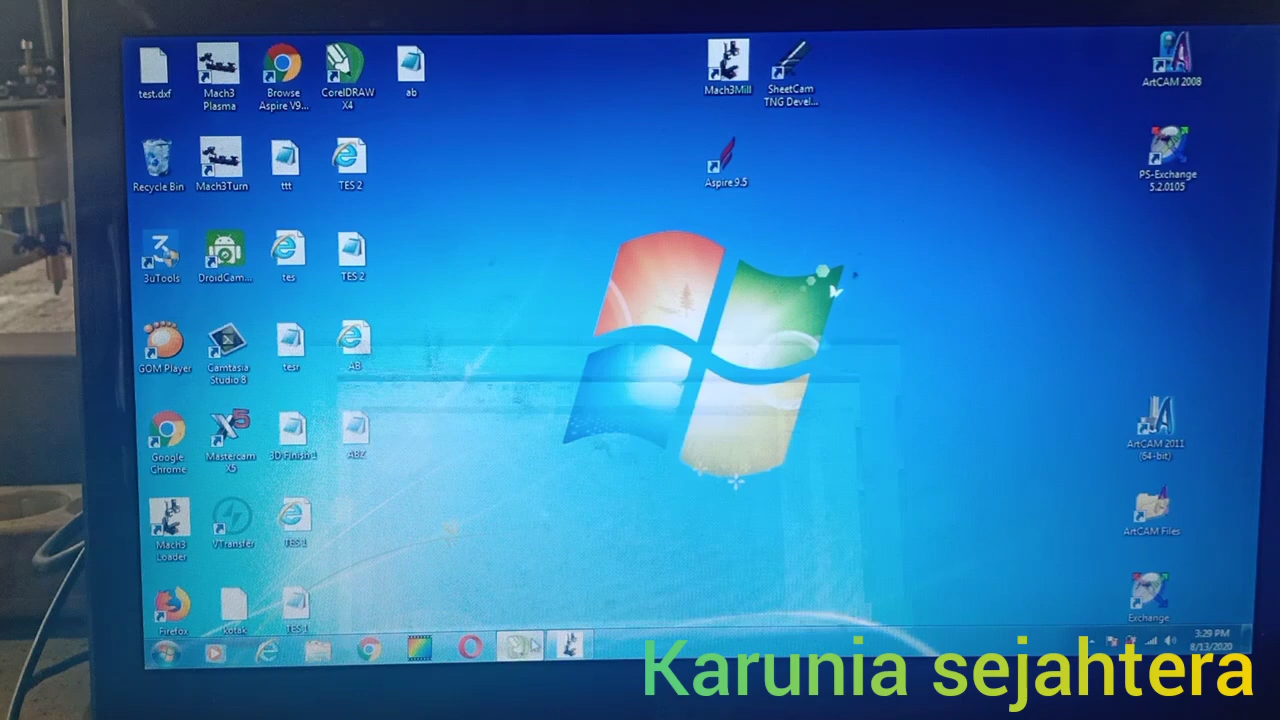 test.dxf
Mach3
Plasma
Browse
Aspire V9...
CorelDRAW
X4
ab
Mach3Mill
SheetCam
TNG Devel...
ArtCAM 2008
Recycle Bin
Mach3Turn
ttt
TES 2
Aspire 9.5
PS-Exchange
5.2.0105
3uTools
DroidCam...
tes
TES 2
GOM Player
Camtasia
Studio 8
tesr
AB
Google
Chrome
Mastercam
X5
3D Finish 1
ABZ
ArtCAM 2011
(64-bit)
Mach3
Loader
VTransfer
TES 1
ArtCAM Files
Firefox
kotak
TES 1
Exchange
3:29 PM
8/13/2020
Karunia sejahtera